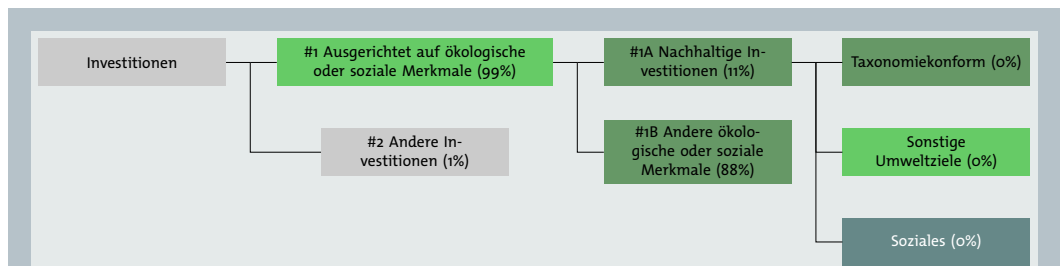 Investitionen
#1 Ausgerichtet auf ökologische
oder soziale Merkmale (99%)
#1A Nachhaltige In-
vestitionen (11%)
Taxonomiekonform (0%)
#2 Andere In-
vestitionen (1%)
#1B Andere ökolo-
gische oder soziale
Merkmale (88%)
Sonstige
Umweltziele (0%)
Soziales (0%)